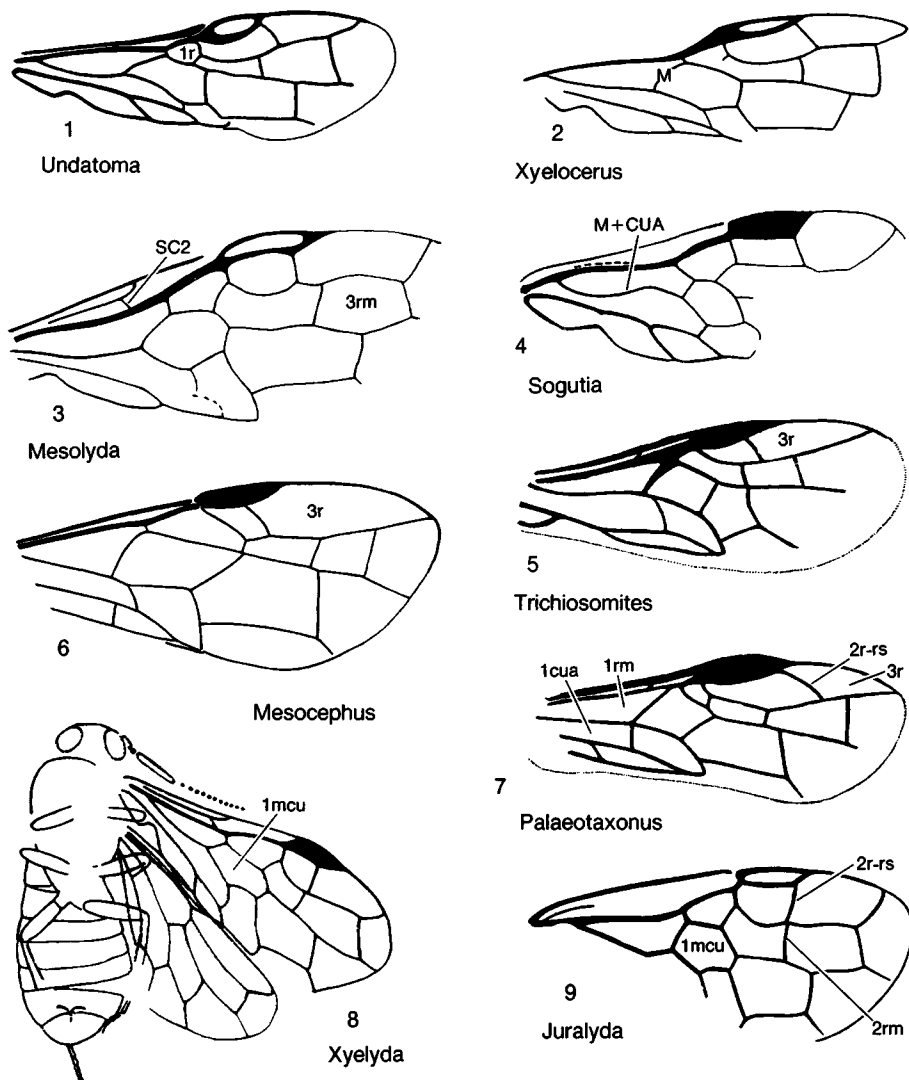 1r
1
Undatoma
M
2
Xyelocerus
SC2
3rm
3
Mesolyda
M+CUA
4
Sogutia
3r
5
Trichiosomites
3r
6
Mesocephus
1cua
1rm
2r-rs
3r
7
Palaeotaxonus
1mcu
8
Xyelyda
2r-rs
1mcu
9
2rm
Juralyda